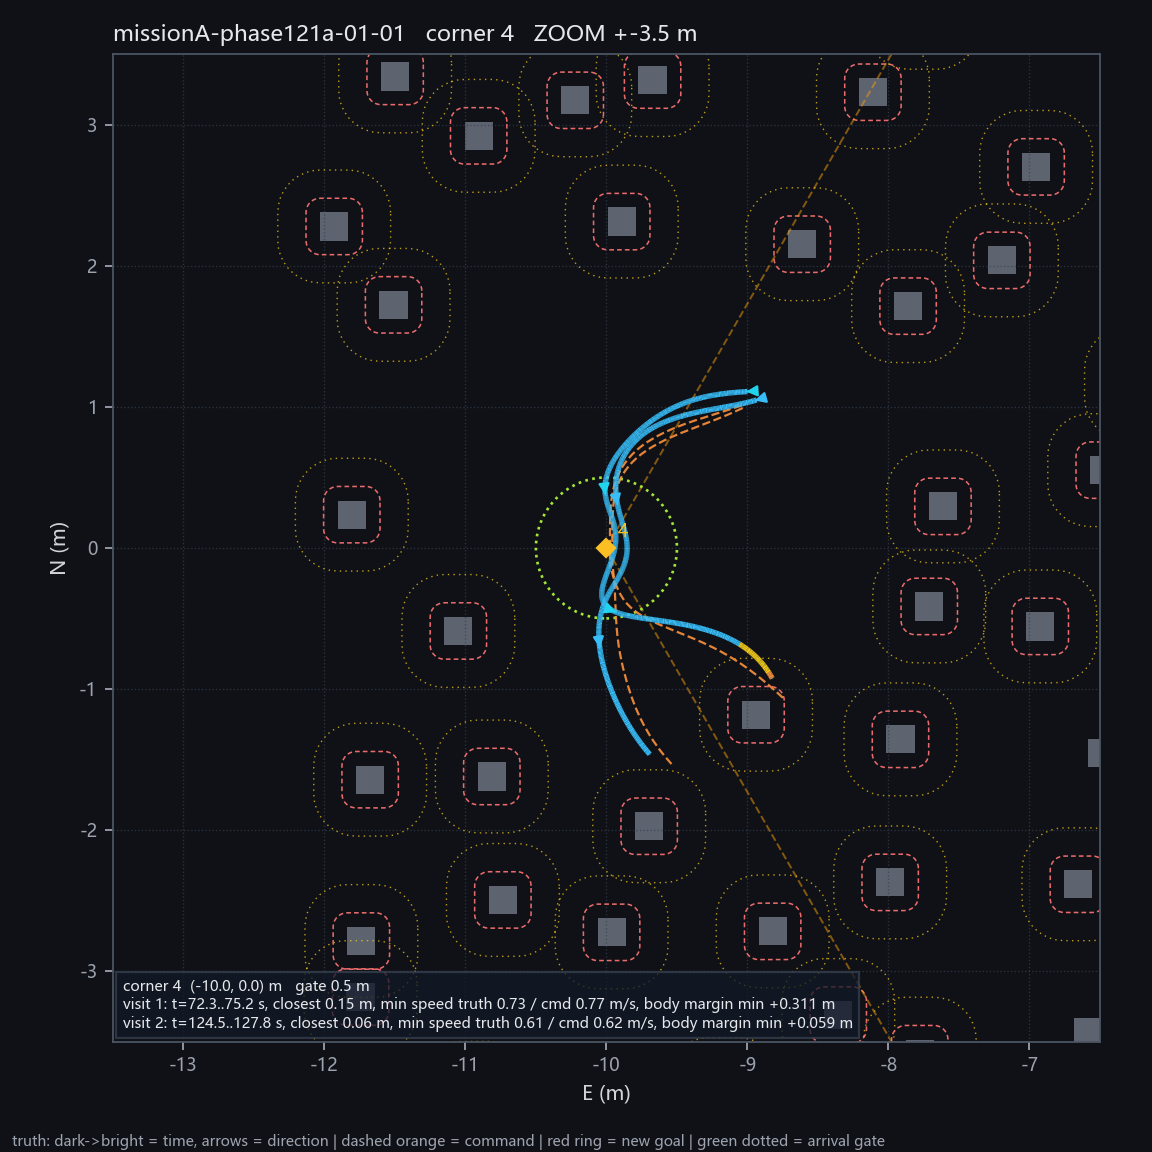 missionA-phase121a-01-01   corner 4   ZOOM +-3.5 m
3
2
1
0
-1
-2
-3
N (m)
4
corner 4  (-10.0, 0.0) m   gate 0.5 m
visit 1: t=72.3..75.2 s, closest 0.15 m, min speed truth 0.73 / cmd 0.77 m/s, body margin min +0.311 m
visit 2: t=124.5..127.8 s, closest 0.06 m, min speed truth 0.61 / cmd 0.62 m/s, body margin min +0.059 m
-13 -12 -11 -10 -9 -8 -7
E (m)
truth: dark->bright = time, arrows = direction | dashed orange = command | red ring = new goal | green dotted = arrival gate